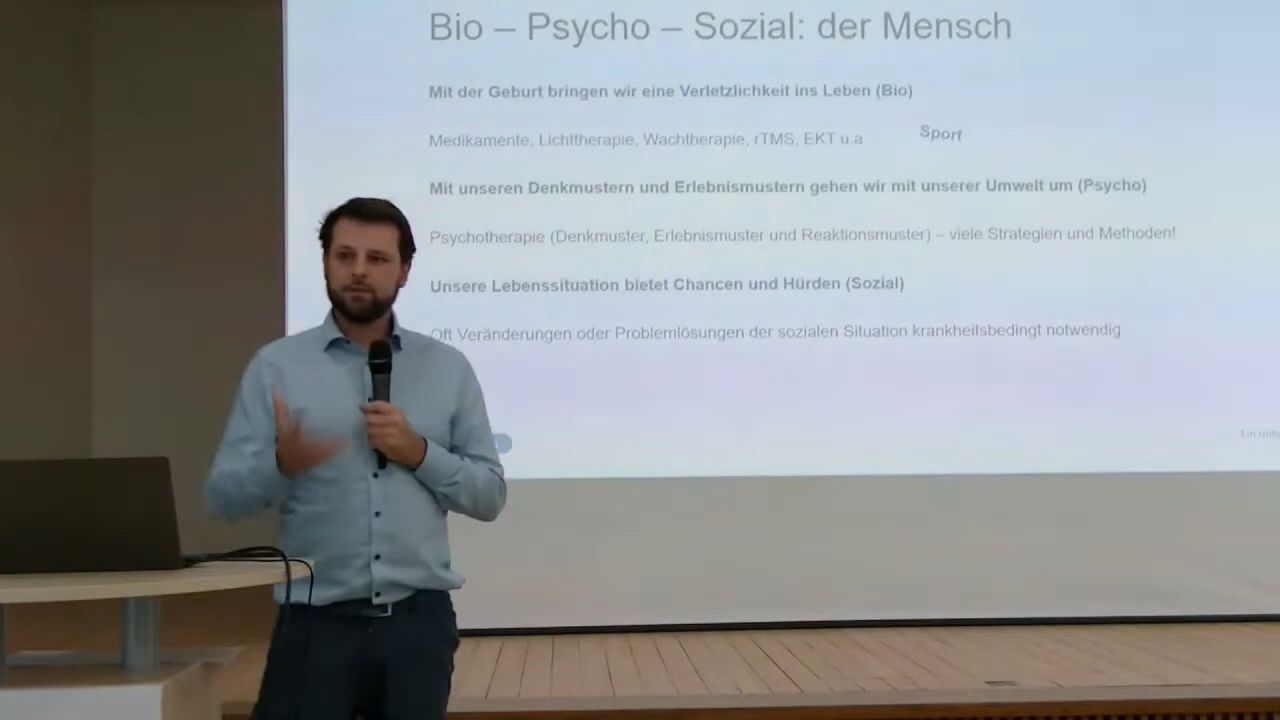 Bio – Psycho – Sozial: der Mensch
Mit der Geburt bringen wir eine Verletzlichkeit ins Leben (Bio)
Medikamente, Lichttherapie, Wachtherapie, rTMS, EKT u.a
Sport
Mit unseren Denkmustern und Erlebnismustern gehen wir mit unserer Umwelt um (Psycho)
Psychotherapie (Denkmuster, Erlebnismuster und Reaktionsmuster) – viele Strategien und Methoden!
Unsere Lebenssituation bietet Chancen und Hürden (Sozial)
Oft Veränderungen oder Problemlösungen der sozialen Situation krankheitsbedingt notwendig